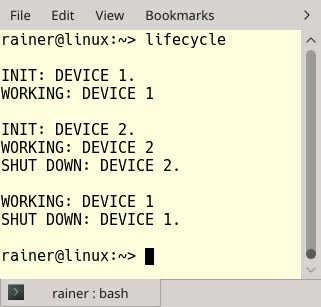 File Edit View Bookmarks
rainer@linux:~> lifecycle
INIT: DEVICE 1.
WORKING: DEVICE 1
INIT: DEVICE 2.
WORKING: DEVICE 2
SHUT DOWN: DEVICE 2.
WORKING: DEVICE 1
SHUT DOWN: DEVICE 1.
rainer@linux:~>
rainer : bash